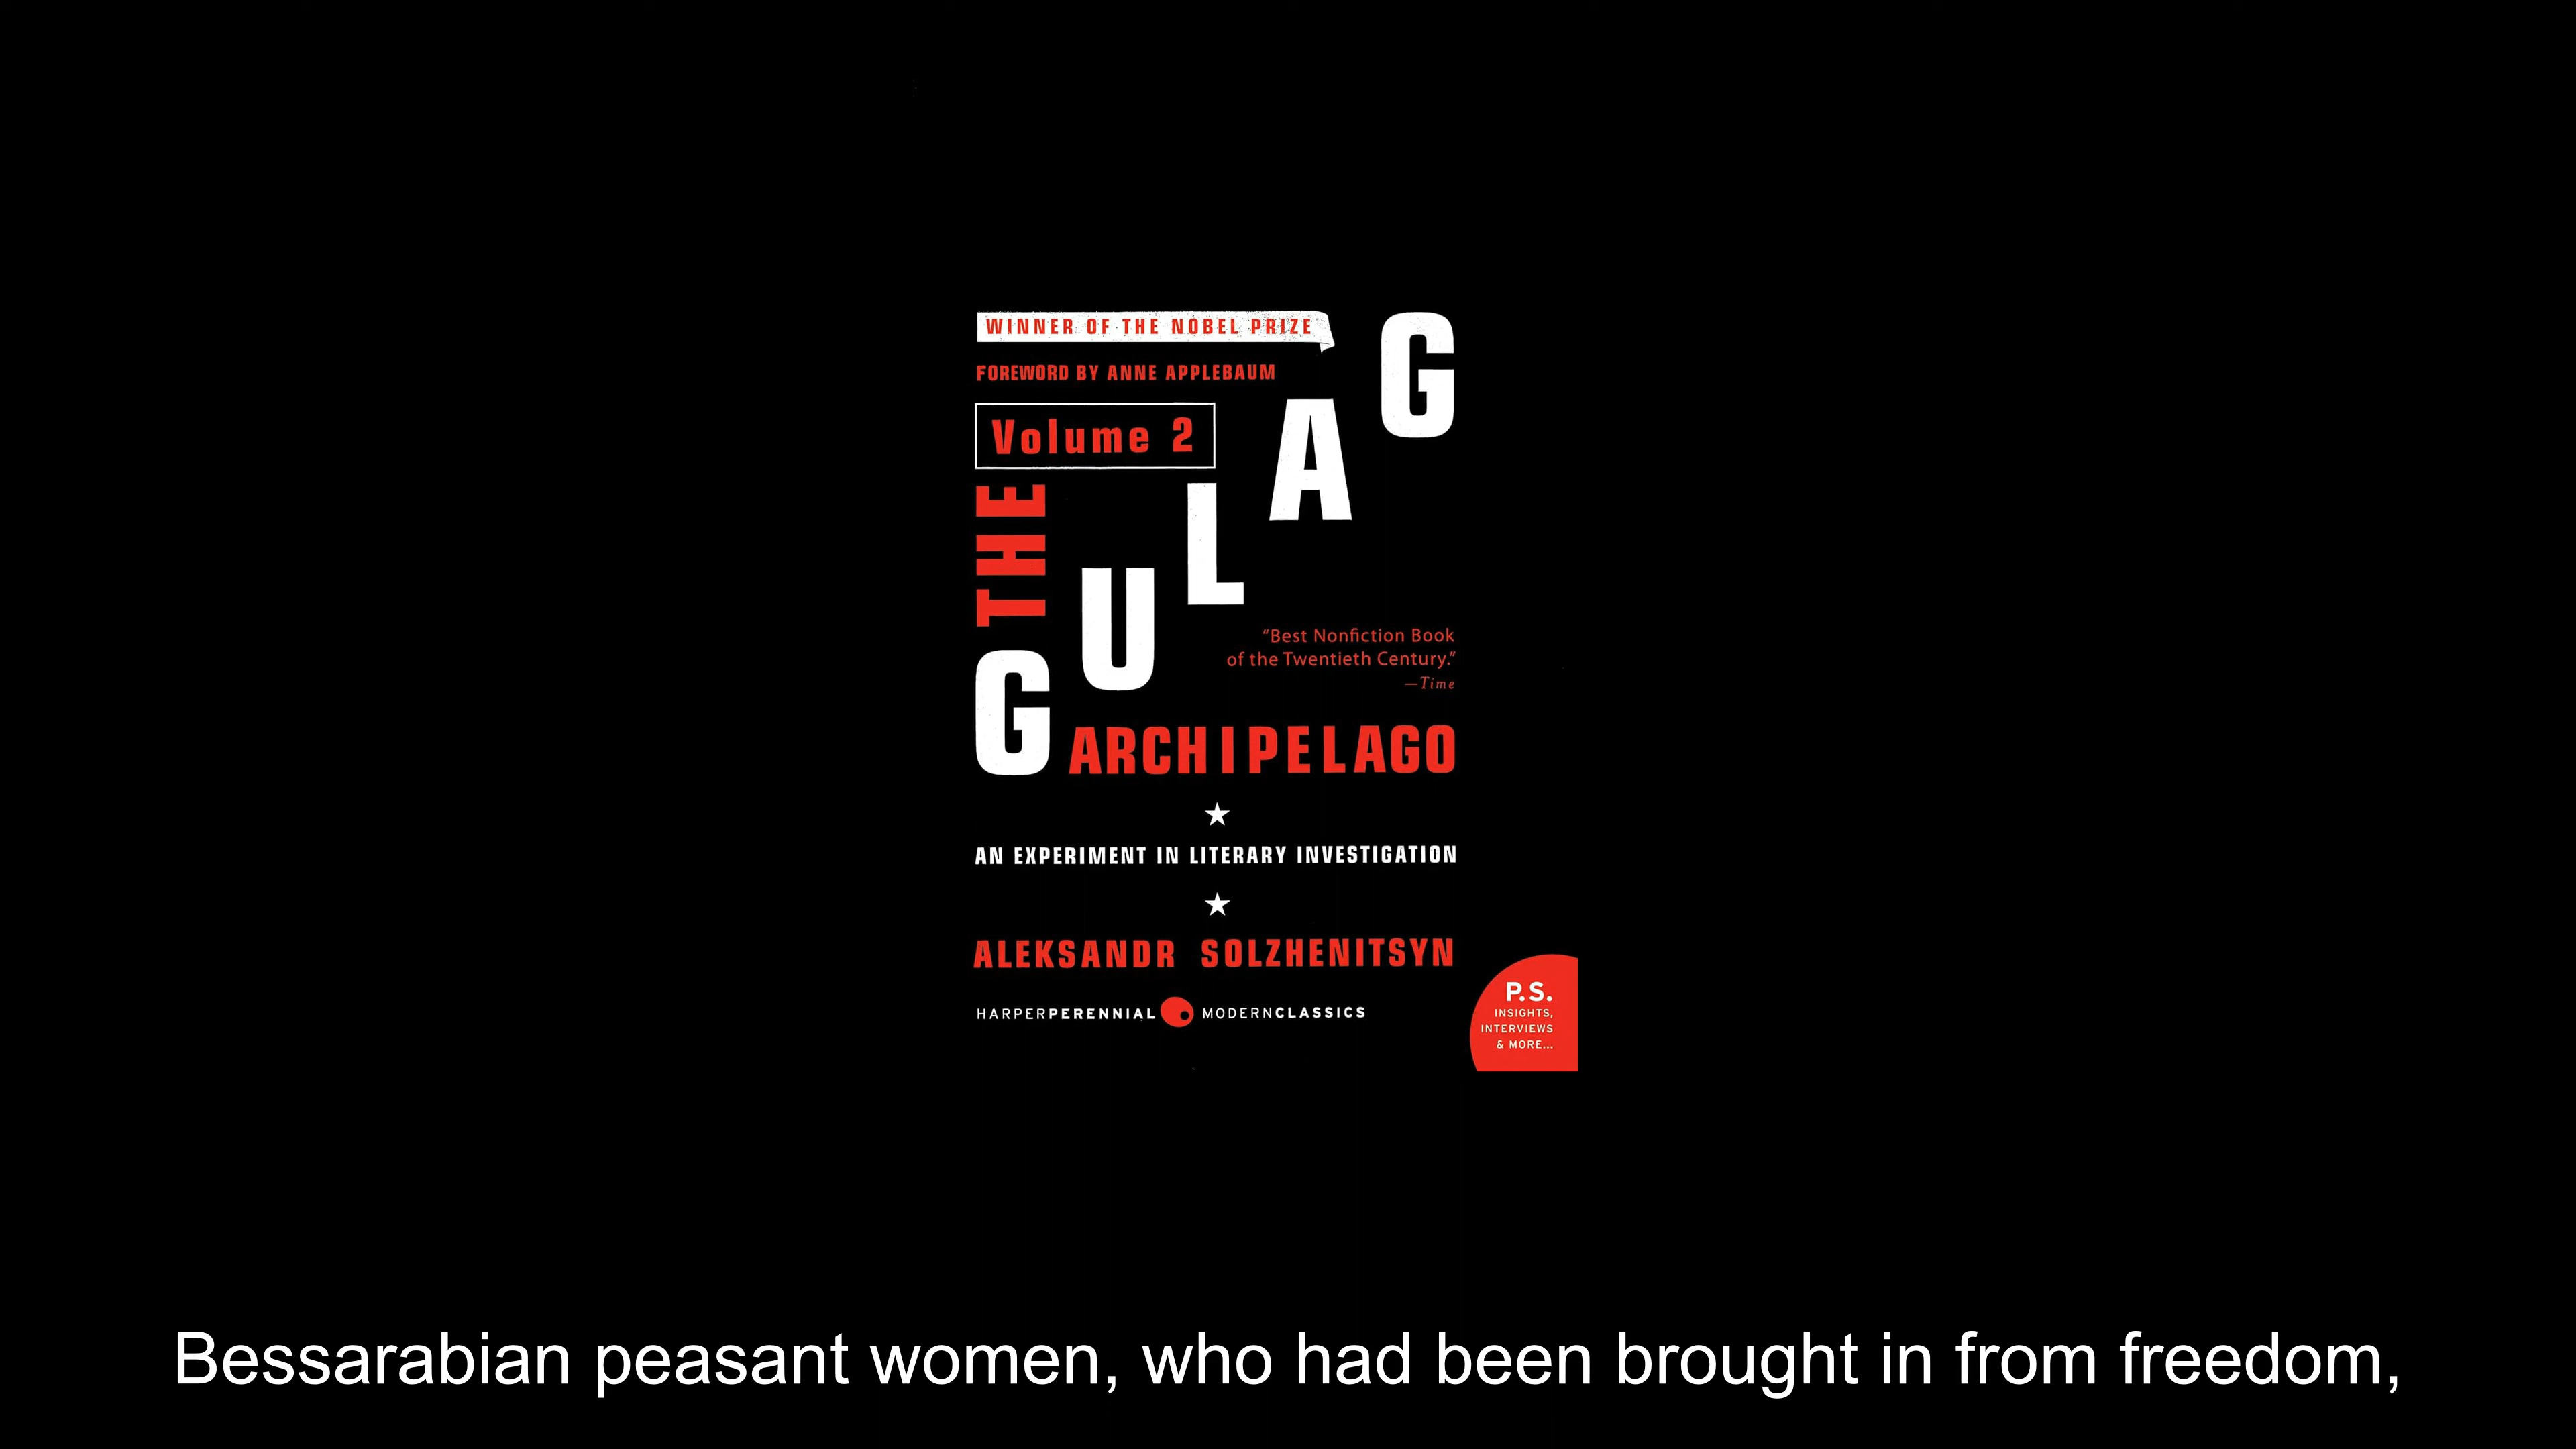 WINNER OF THE NOBEL PRIZE
FOREWORD BY ANNE APPLEBAUM
Volume 2
THE
GULAG
ARCHIPELAGO
"Best Nonfiction Book
of the Twentieth Century."
—Time
AN EXPERIMENT IN LITERARY INVESTIGATION
ALEKSANDR SOLZHENITSYN
HARPERPERENNIAL MODERNCLASSICS
P.S.
INSIGHTS,
INTERVIEWS
& MORE...
Bessarabian peasant women, who had been brought in from freedom,